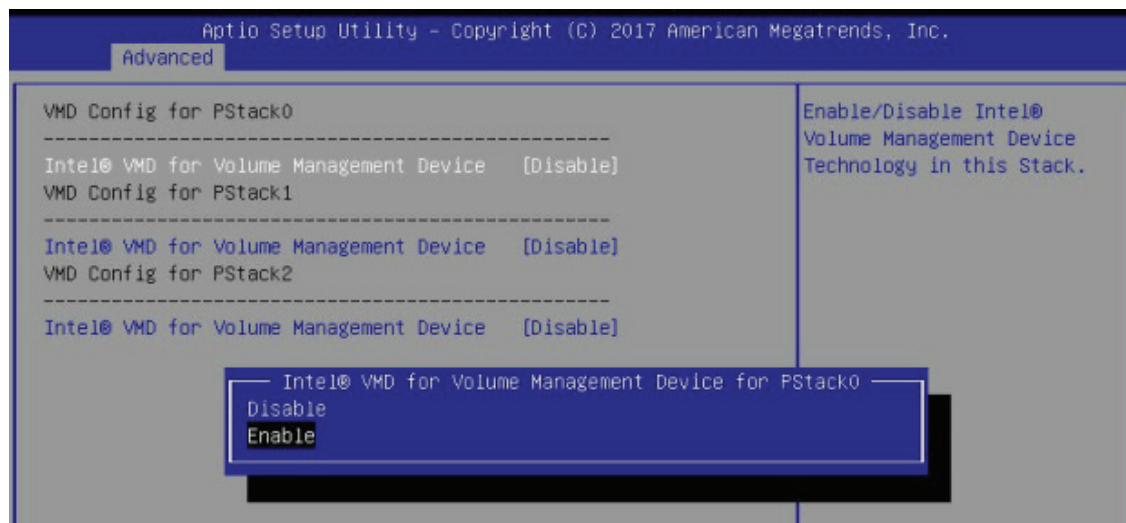 Aptio Setup Utility – Copyright (C) 2017 American Megatrends, Inc.
Advanced
VMD Config for PStack0
--------------------------------------------------
Intel® VMD for Volume Management Device [Disable]
VMD Config for PStack1
--------------------------------------------------
Intel® VMD for Volume Management Device [Disable]
VMD Config for PStack2
--------------------------------------------------
Intel® VMD for Volume Management Device [Disable]
Enable/Disable Intel®
Volume Management Device
Technology in this Stack.
Intel® VMD for Volume Management Device for PStack0
Disable
Enable